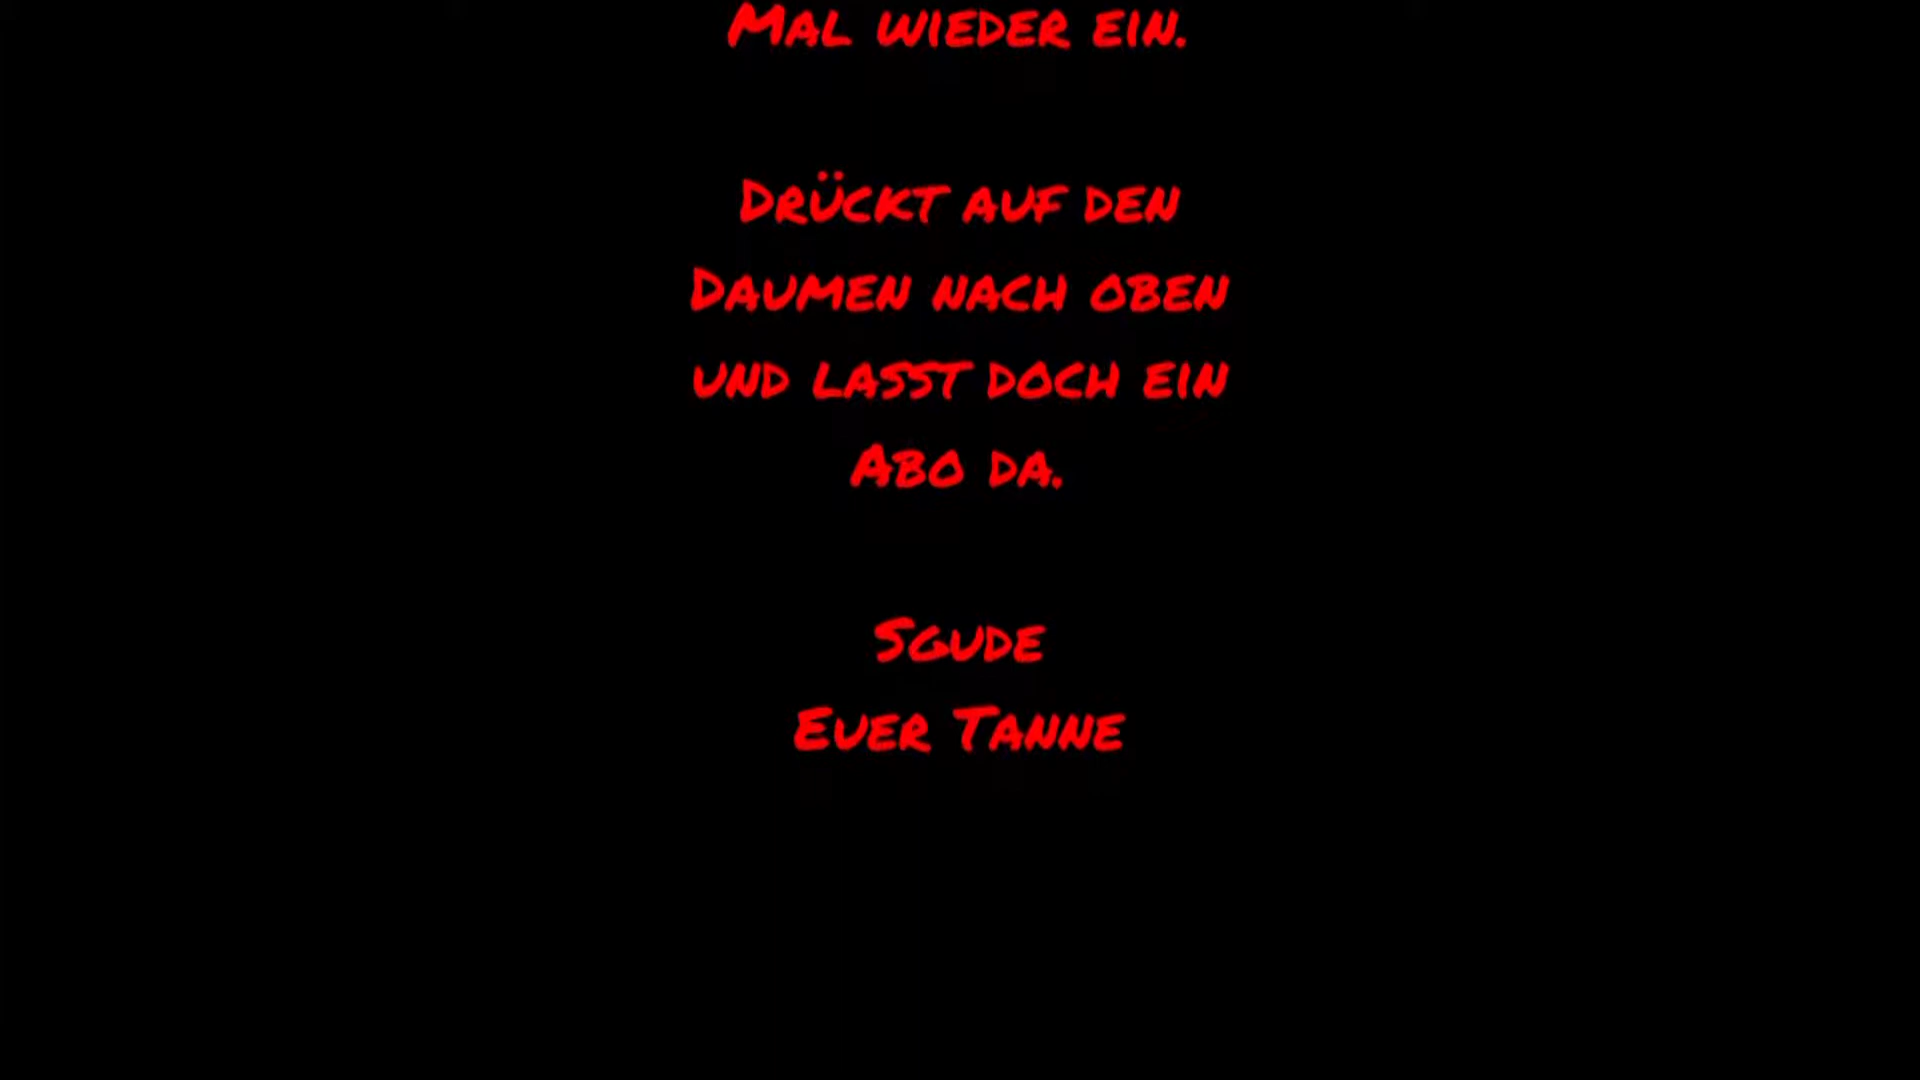 Mal wieder ein.
Drückt auf den
Daumen nach oben
und lasst doch ein
Abo da.
Sgude
Euer Tanne